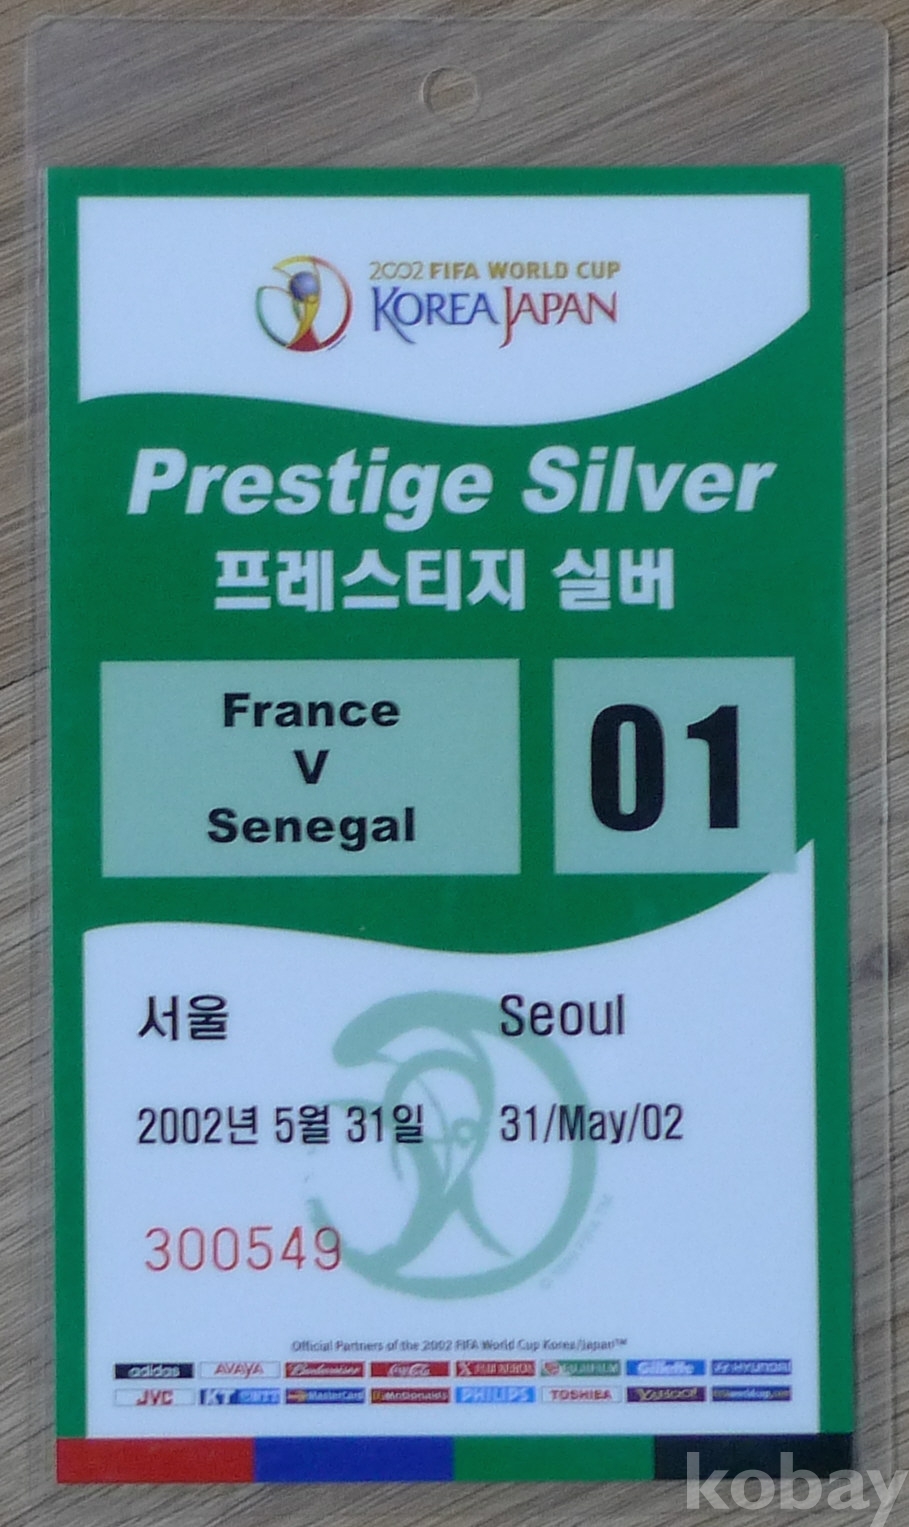 2002 FIFA WORLD CUP
KOREA JAPAN
Prestige Silver
프레스티지 실버
France
V
Senegal
01
서울 Seoul
2002년 5월 31일 31/May/02
300549
Official Partners of the 2002 FIFA World Cup Korea/Japan™
adidas AVAYA Budweiser Coca-Cola FUJI XEROX FUJIFILM Gillette HYUNDAI
JVC KT MasterCard McDonald's PHILIPS TOSHIBA YAHOO!
kobay